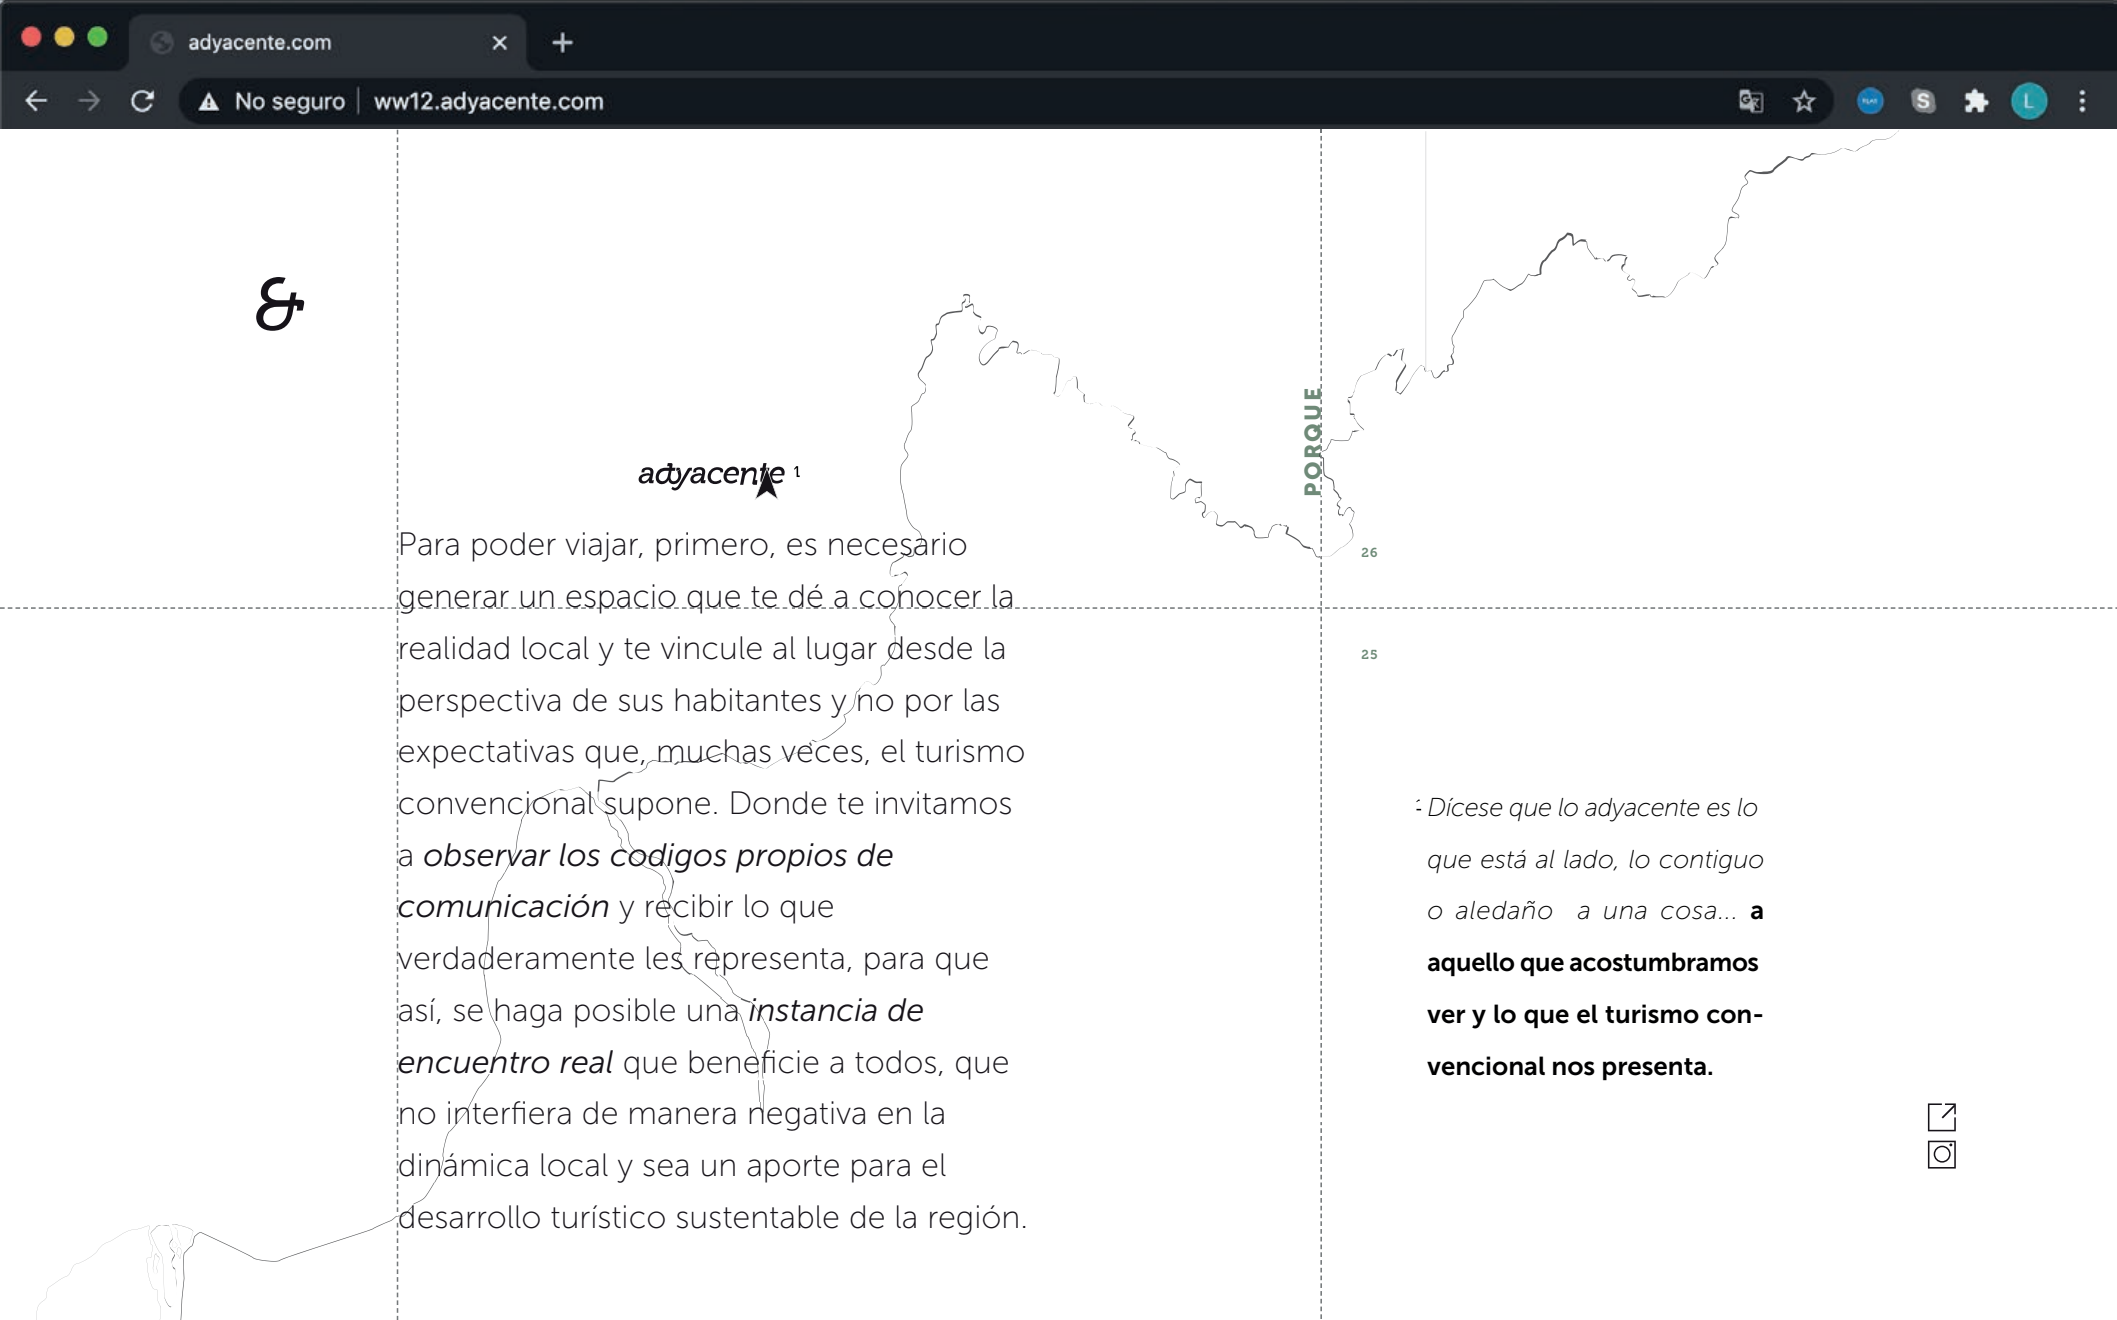 adyacente.com
No seguro
ww12.adyacente.com
L
&
adyacente 1
Para poder viajar, primero, es necesario
generar un espacio que te dé a conocer la
realidad local y te vincule al lugar desde la
perspectiva de sus habitantes y no por las
expectativas que, muchas veces, el turismo
convencional supone. Donde te invitamos
a observar los codigos propios de
comunicación y recibir lo que
verdaderamente les representa, para que
así, se haga posible una instancia de
encuentro real que beneficie a todos, que
no interfiera de manera negativa en la
dinámica local y sea un aporte para el
desarrollo turístico sustentable de la región.
PORQUE
26
25
Dícese que lo adyacente es lo
que está al lado, lo contiguo
o aledaño a una cosa... a
aquello que acostumbramos
ver y lo que el turismo con-
vencional nos presenta.